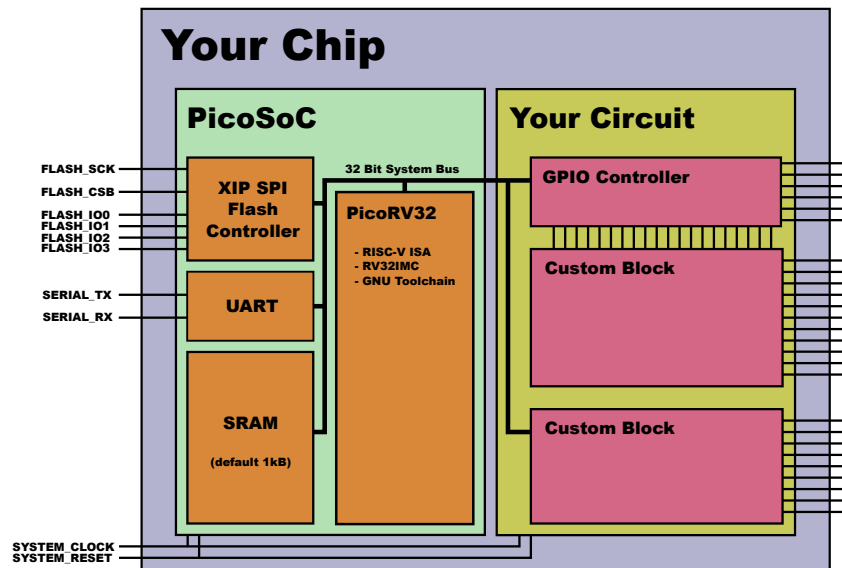 Your Chip
PicoSoC
Your Circuit
FLASH_SCK
FLASH_CSB
FLASH_IO0
FLASH_IO1
FLASH_IO2
FLASH_IO3
XIP SPI
Flash
Controller
32 Bit System Bus
PicoRV32
- RISC-V ISA
- RV32IMC
- GNU Toolchain
GPIO Controller
Custom Block
SERIAL_TX
SERIAL_RX
UART
SRAM
(default 1kB)
Custom Block
SYSTEM_CLOCK
SYSTEM_RESET